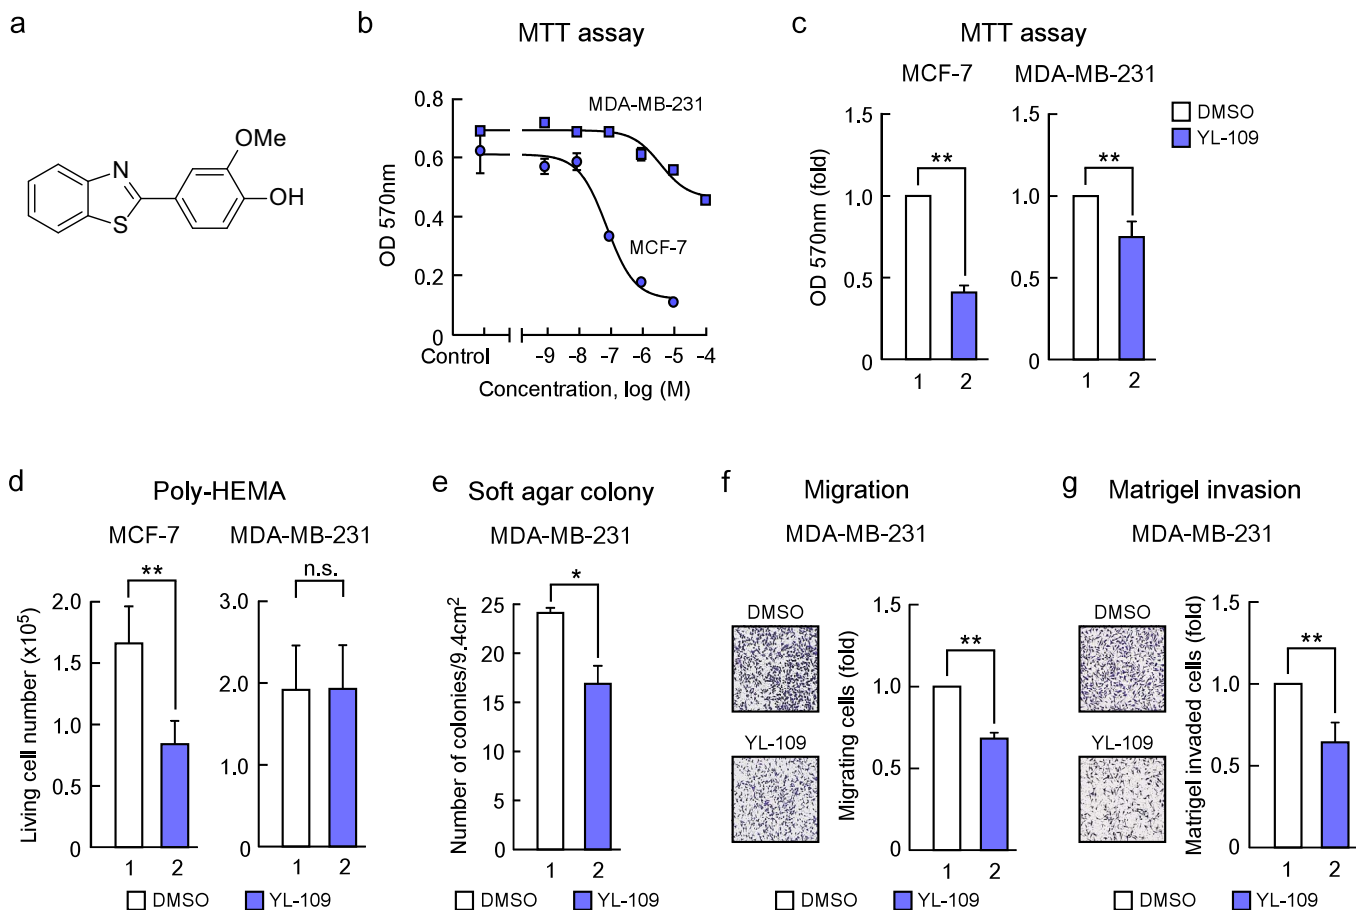 a
OMe
N
OH
S
b
MTT assay
0.8
0.6
0.4
0.2
0
OD 570nm
MDA-MB-231
MCF-7
Control
−9 −8 −7 −6 −5 −4
Concentration, log (M)
c
MTT assay
MCF-7
MDA-MB-231
DMSO
YL-109
OD 570nm (fold)
1.5
1.0
0.5
0
**
1 2
1.5
1.0
0.5
0
**
1 2
d
Poly-HEMA
MCF-7
MDA-MB-231
Living cell number (x10⁵)
2.0
1.5
1.0
0.5
0
**
1 2
3.0
2.0
1.0
0
n.s.
1 2
DMSO YL-109
e
Soft agar colony
MDA-MB-231
Number of colonies/9.4cm²
25
20
15
10
5
0
*
1 2
DMSO YL-109
f
Migration
MDA-MB-231
DMSO
YL-109
Migrating cells (fold)
1.5
1.0
0.5
0
**
1 2
DMSO YL-109
g
Matrigel invasion
MDA-MB-231
DMSO
YL-109
Matrigel invaded cells (fold)
1.5
1.0
0.5
0
**
1 2
DMSO YL-109